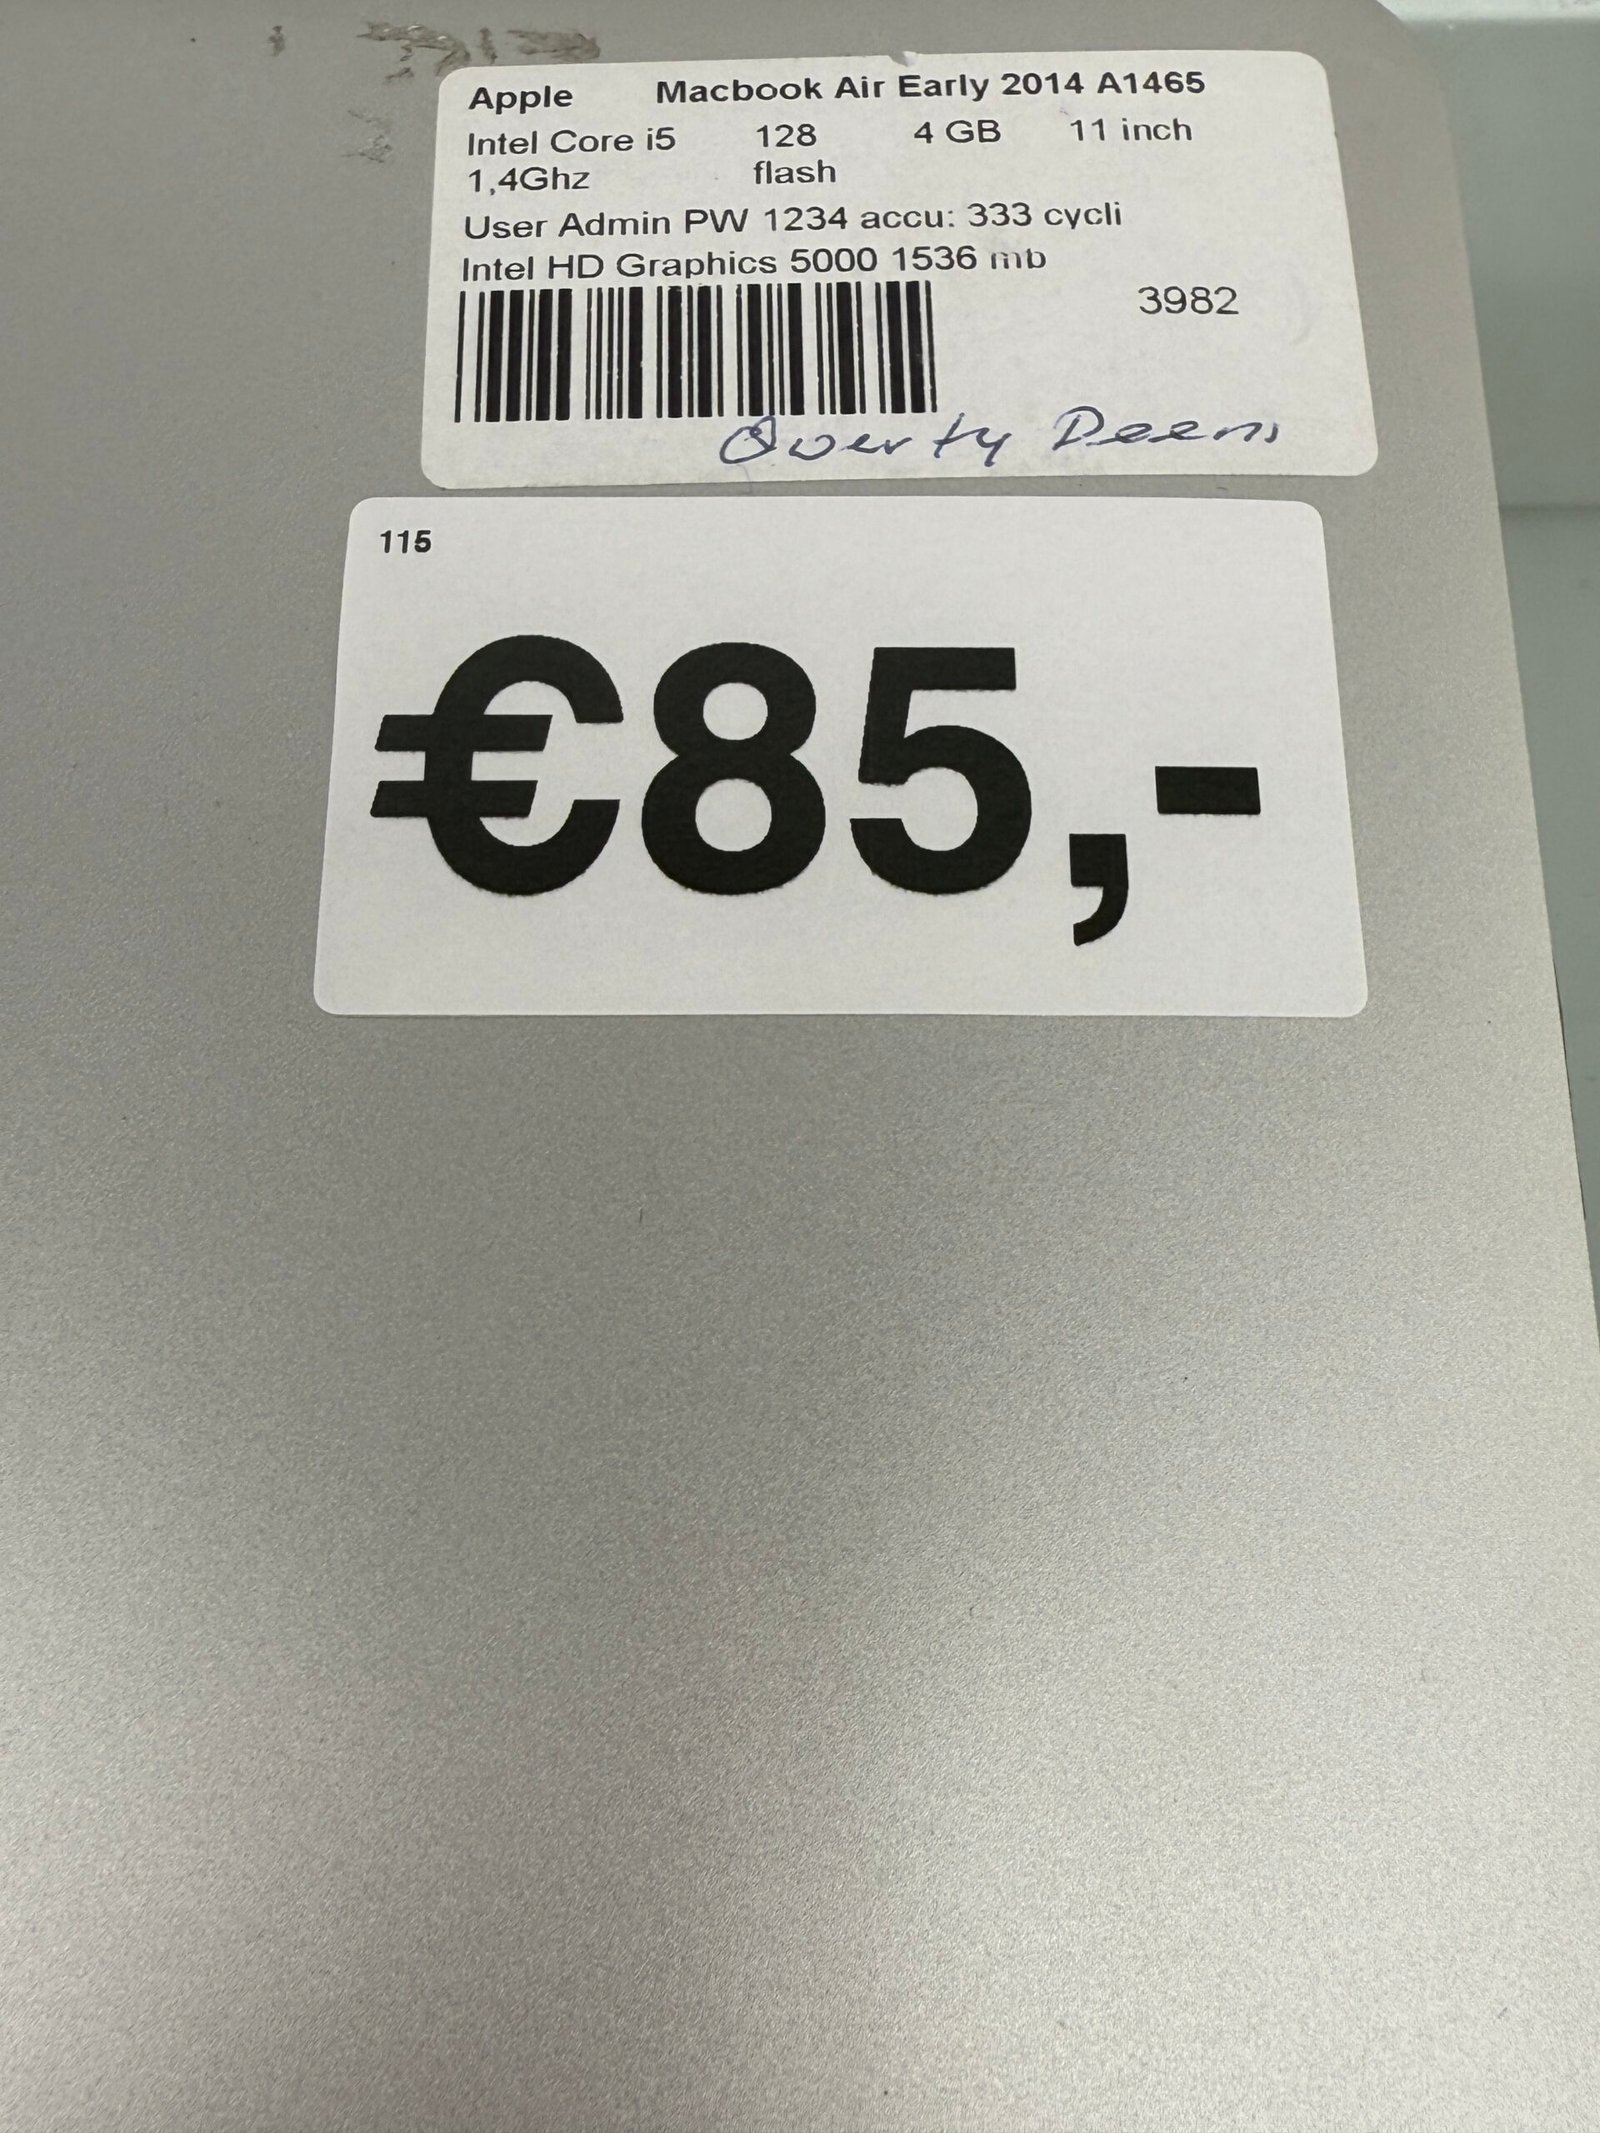 Apple Macbook Air Early 2014 A1465
Intel Core i5 128 4 GB 11 inch
1,4Ghz flash
User Admin PW 1234 accu: 333 cycli
Intel HD Graphics 5000 1536 mb
3982
Qwerty Deens
115
€85,-